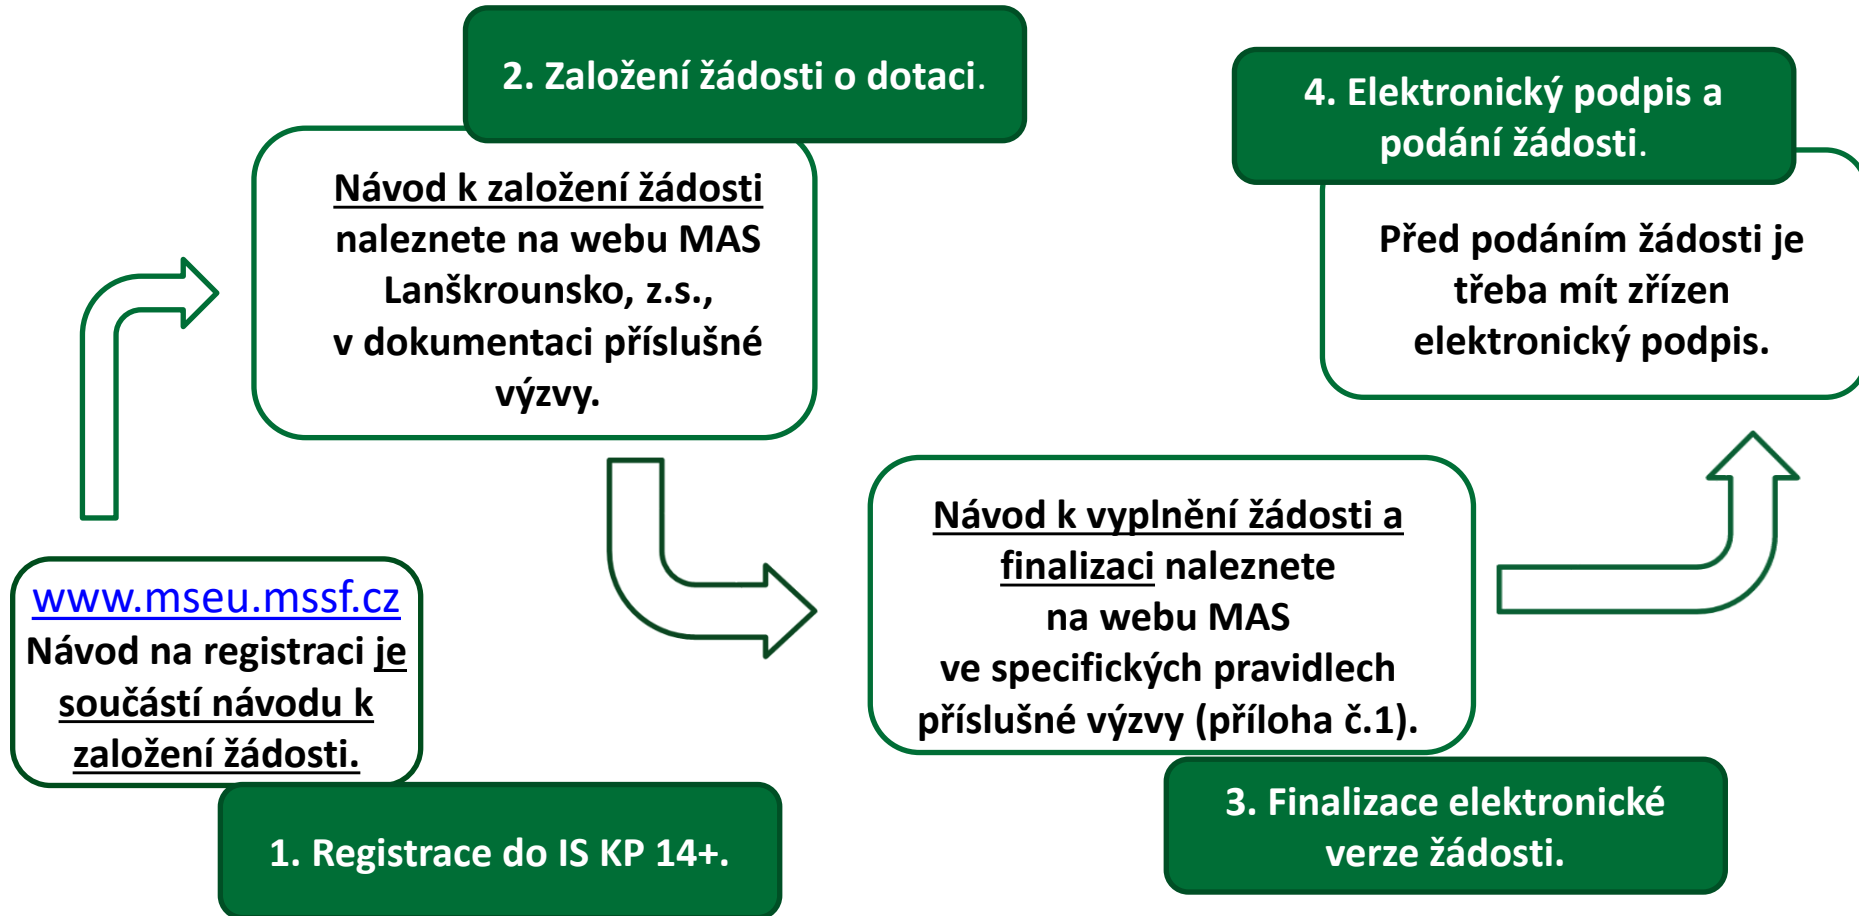 2. Založení žádosti o dotaci.
Návod k založení žádosti
naleznete na webu MAS
Lanškrounsko, z.s.,
v dokumentaci příslušné
výzvy.
4. Elektronický podpis a
podání žádosti.
Před podáním žádosti je
třeba mít zřízen
elektronický podpis.
www.mseu.mssf.cz
Návod na registraci je
součástí návodu k
založení žádosti.
1. Registrace do IS KP 14+.
Návod k vyplnění žádosti a
finalizaci naleznete
na webu MAS
ve specifických pravidlech
příslušné výzvy (příloha č.1).
3. Finalizace elektronické
verze žádosti.